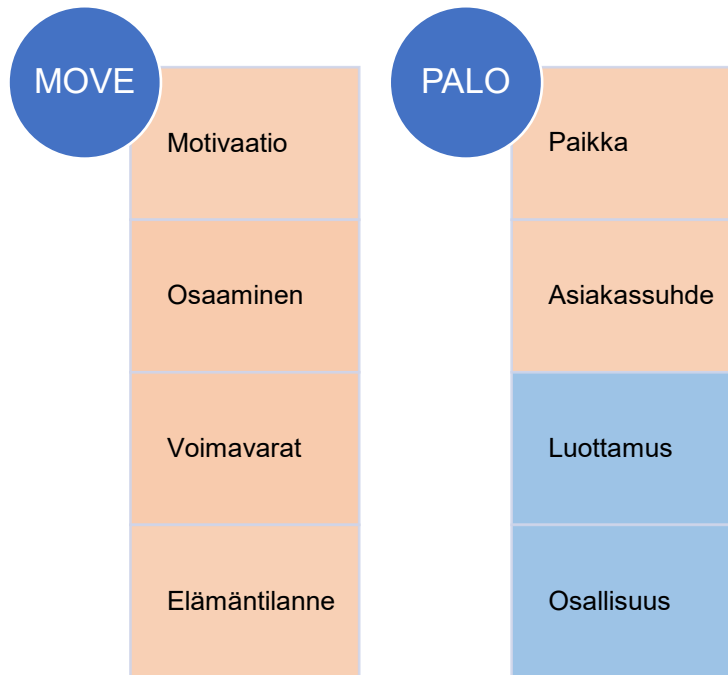 MOVE
Motivaatio
Osaaminen
Voimavarat
Elämäntilanne
PALO
Paikka
Asiakassuhde
Luottamus
Osallisuus